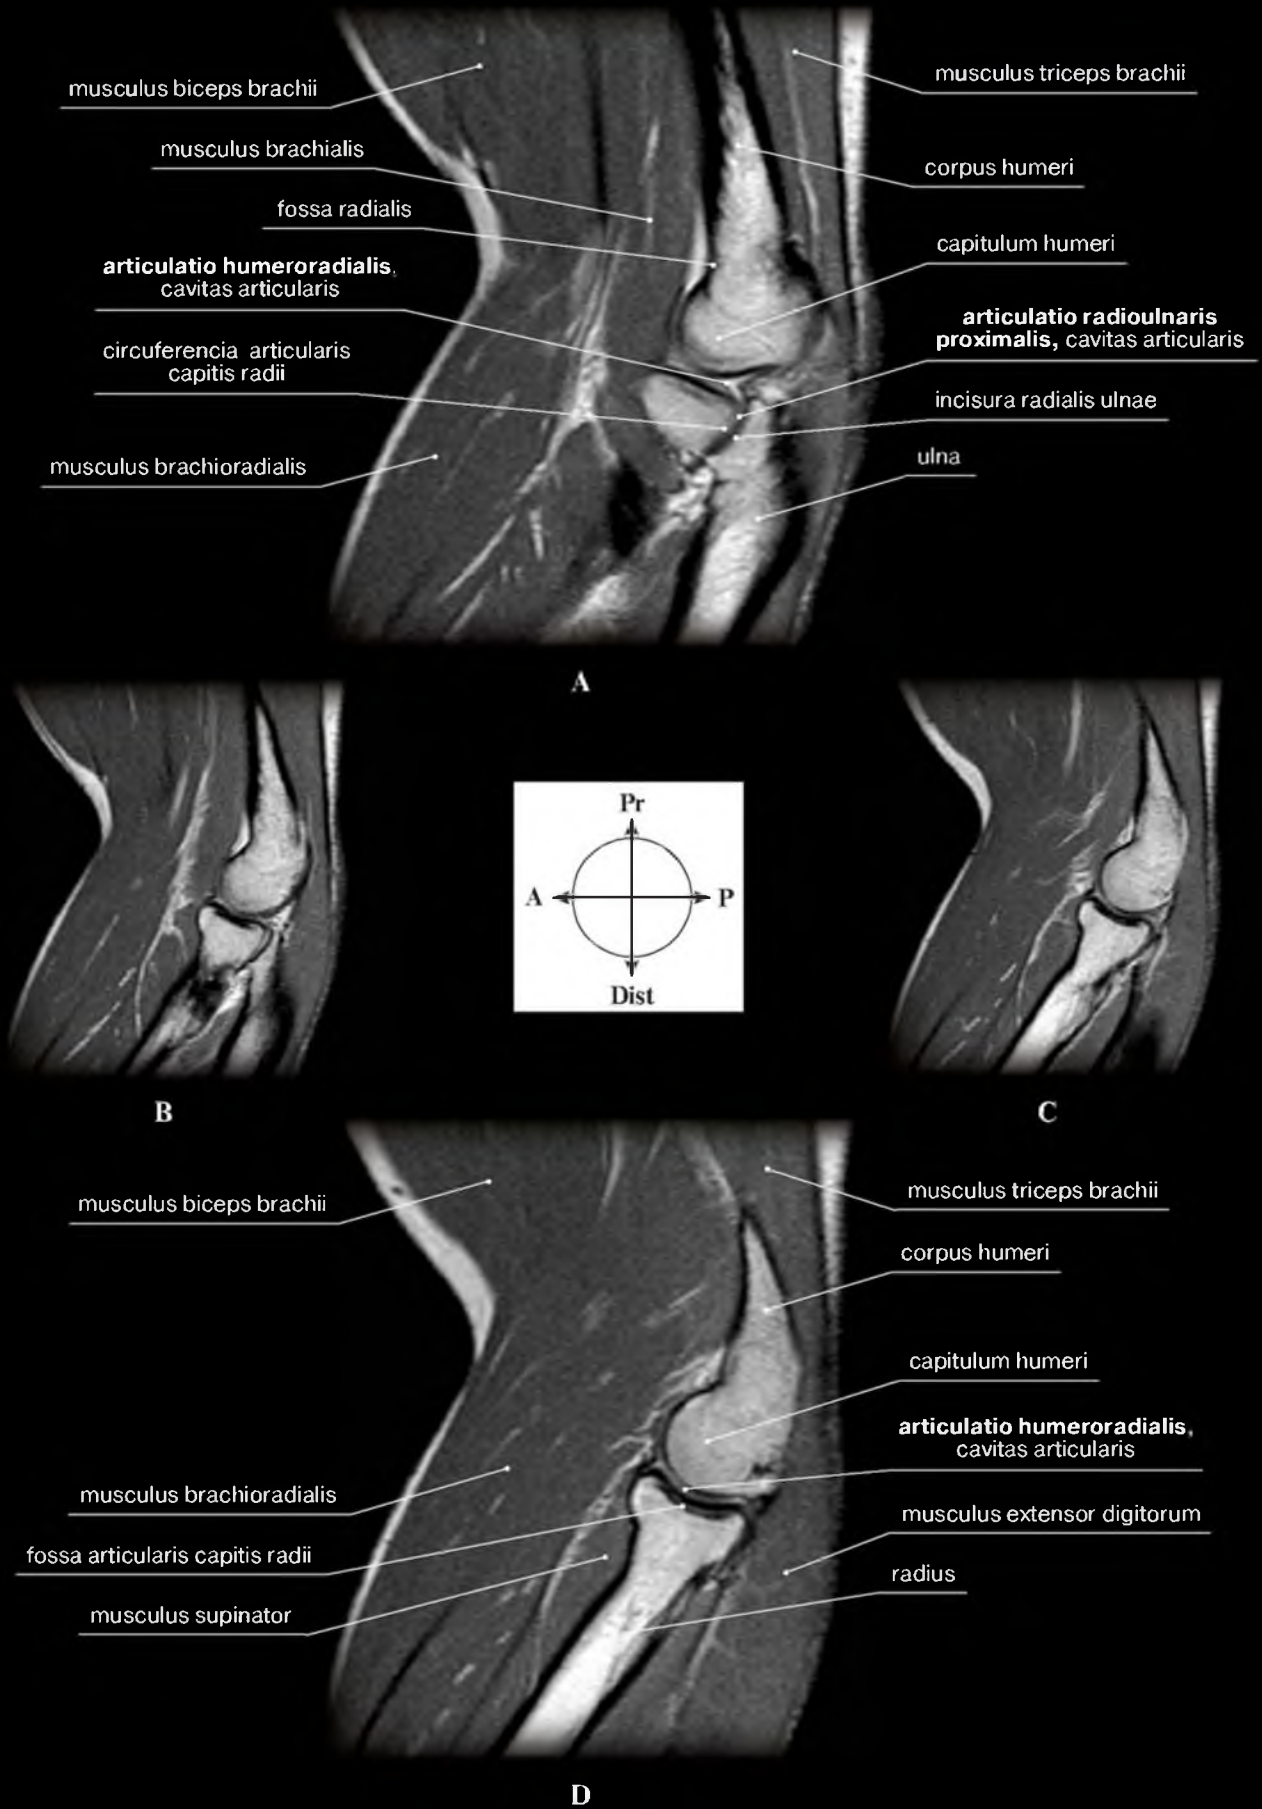 musculus biceps brachii
musculus brachialis
fossa radialis
articulatio humeroradialis,
cavitas articularis
circuferencia articularis
capitis radii
musculus brachioradialis
musculus triceps brachii
corpus humeri
capitulum humeri
articulatio radioulnaris
proximalis, cavitas articularis
incisura radialis ulnae
ulna
A
B
Pr
A P
Dist
C
musculus biceps brachii
musculus brachioradialis
fossa articularis capitis radii
musculus supinator
musculus triceps brachii
corpus humeri
capitulum humeri
articulatio humeroradialis,
cavitas articularis
musculus extensor digitorum
radius
D